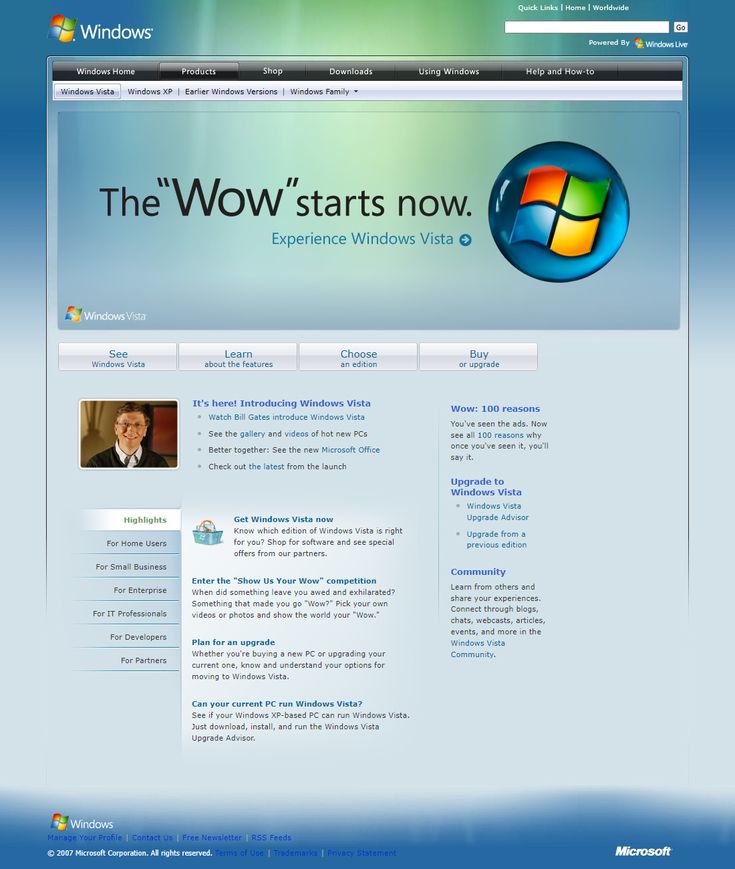 Quick Links | Home | Worldwide
Windows
Go
Powered By Windows Live
Windows Home Products Shop Downloads Using Windows Help and How-to
Windows Vista Windows XP | Earlier Windows Versions | Windows Family
The "Wow" starts now.
Experience Windows Vista
Windows Vista
See
Windows Vista
Learn
about the features
Choose
an edition
Buy
or upgrade
It's here! Introducing Windows Vista
Watch Bill Gates introduce Windows Vista
See the gallery and videos of hot new PCs
Better together: See the new Microsoft Office
Check out the latest from the launch
Highlights
For Home Users
For Small Business
For Enterprise
For IT Professionals
For Developers
For Partners
Get Windows Vista now
Know which edition of Windows Vista is right
for you? Shop for software and see special
offers from our partners.
Enter the "Show Us Your Wow" competition
When did something leave you awed and exhilarated?
Something that made you go "Wow?" Pick your own
videos or photos and show the world your "Wow."
Plan for an upgrade
Whether you're buying a new PC or upgrading your
current one, know and understand your options for
moving to Windows Vista.
Can your current PC run Windows Vista?
See if your Windows XP-based PC can run Windows Vista.
Just download, install, and run the Windows Vista
Upgrade Advisor.
Wow: 100 reasons
You've seen the ads. Now
see all 100 reasons why
once you've seen it, you'll
say it.
Upgrade to
Windows Vista
Windows Vista
Upgrade Advisor
Upgrade from a
previous edition
Community
Learn from others and
share your experiences.
Connect through blogs,
chats, webcasts, articles,
events, and more in the
Windows Vista
Community.
Windows
Manage Your Profile | Contact Us | Free Newsletter | RSS Feeds
© 2007 Microsoft Corporation. All rights reserved. Terms of Use | Trademarks | Privacy Statement
Microsoft